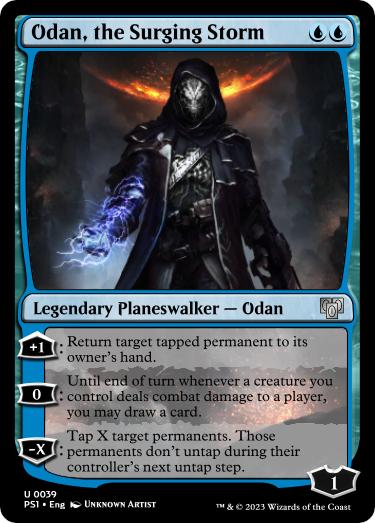 Odan, the Surging Storm
Legendary Planeswalker — Odan
+1 : Return target tapped permanent to its
owner's hand.
0 : Until end of turn whenever a creature you
control deals combat damage to a player,
you may draw a card.
-X : Tap X target permanents. Those
permanents don't untap during their
controller's next untap step.
1
U 0039
PS1 • Eng Unknown Artist
™ & © 2023 Wizards of the Coast